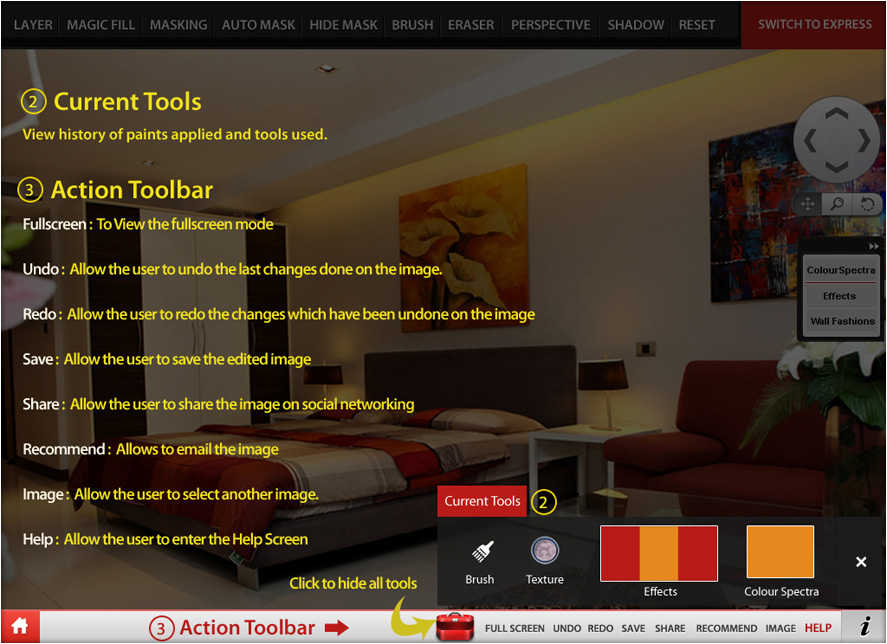 LAYER MAGIC FILL MASKING AUTO MASK HIDE MASK BRUSH ERASER PERSPECTIVE SHADOW RESET SWITCH TO EXPRESS
2 Current Tools
View history of paints applied and tools used.
3 Action Toolbar
Fullscreen : To View the fullscreen mode
Undo : Allow the user to undo the last changes done on the image.
Redo : Allow the user to redo the changes which have been undone on the image
Save : Allow the user to save the edited image
Share : Allow the user to share the image on social networking
Recommend : Allows to email the image
Image : Allow the user to select another image.
Help : Allow the user to enter the Help Screen
ColourSpectra
Effects
Wall Fashions
Current Tools 2
Brush Texture Effects Colour Spectra
Click to hide all tools
3 Action Toolbar
FULL SCREEN UNDO REDO SAVE SHARE RECOMMEND IMAGE HELP i